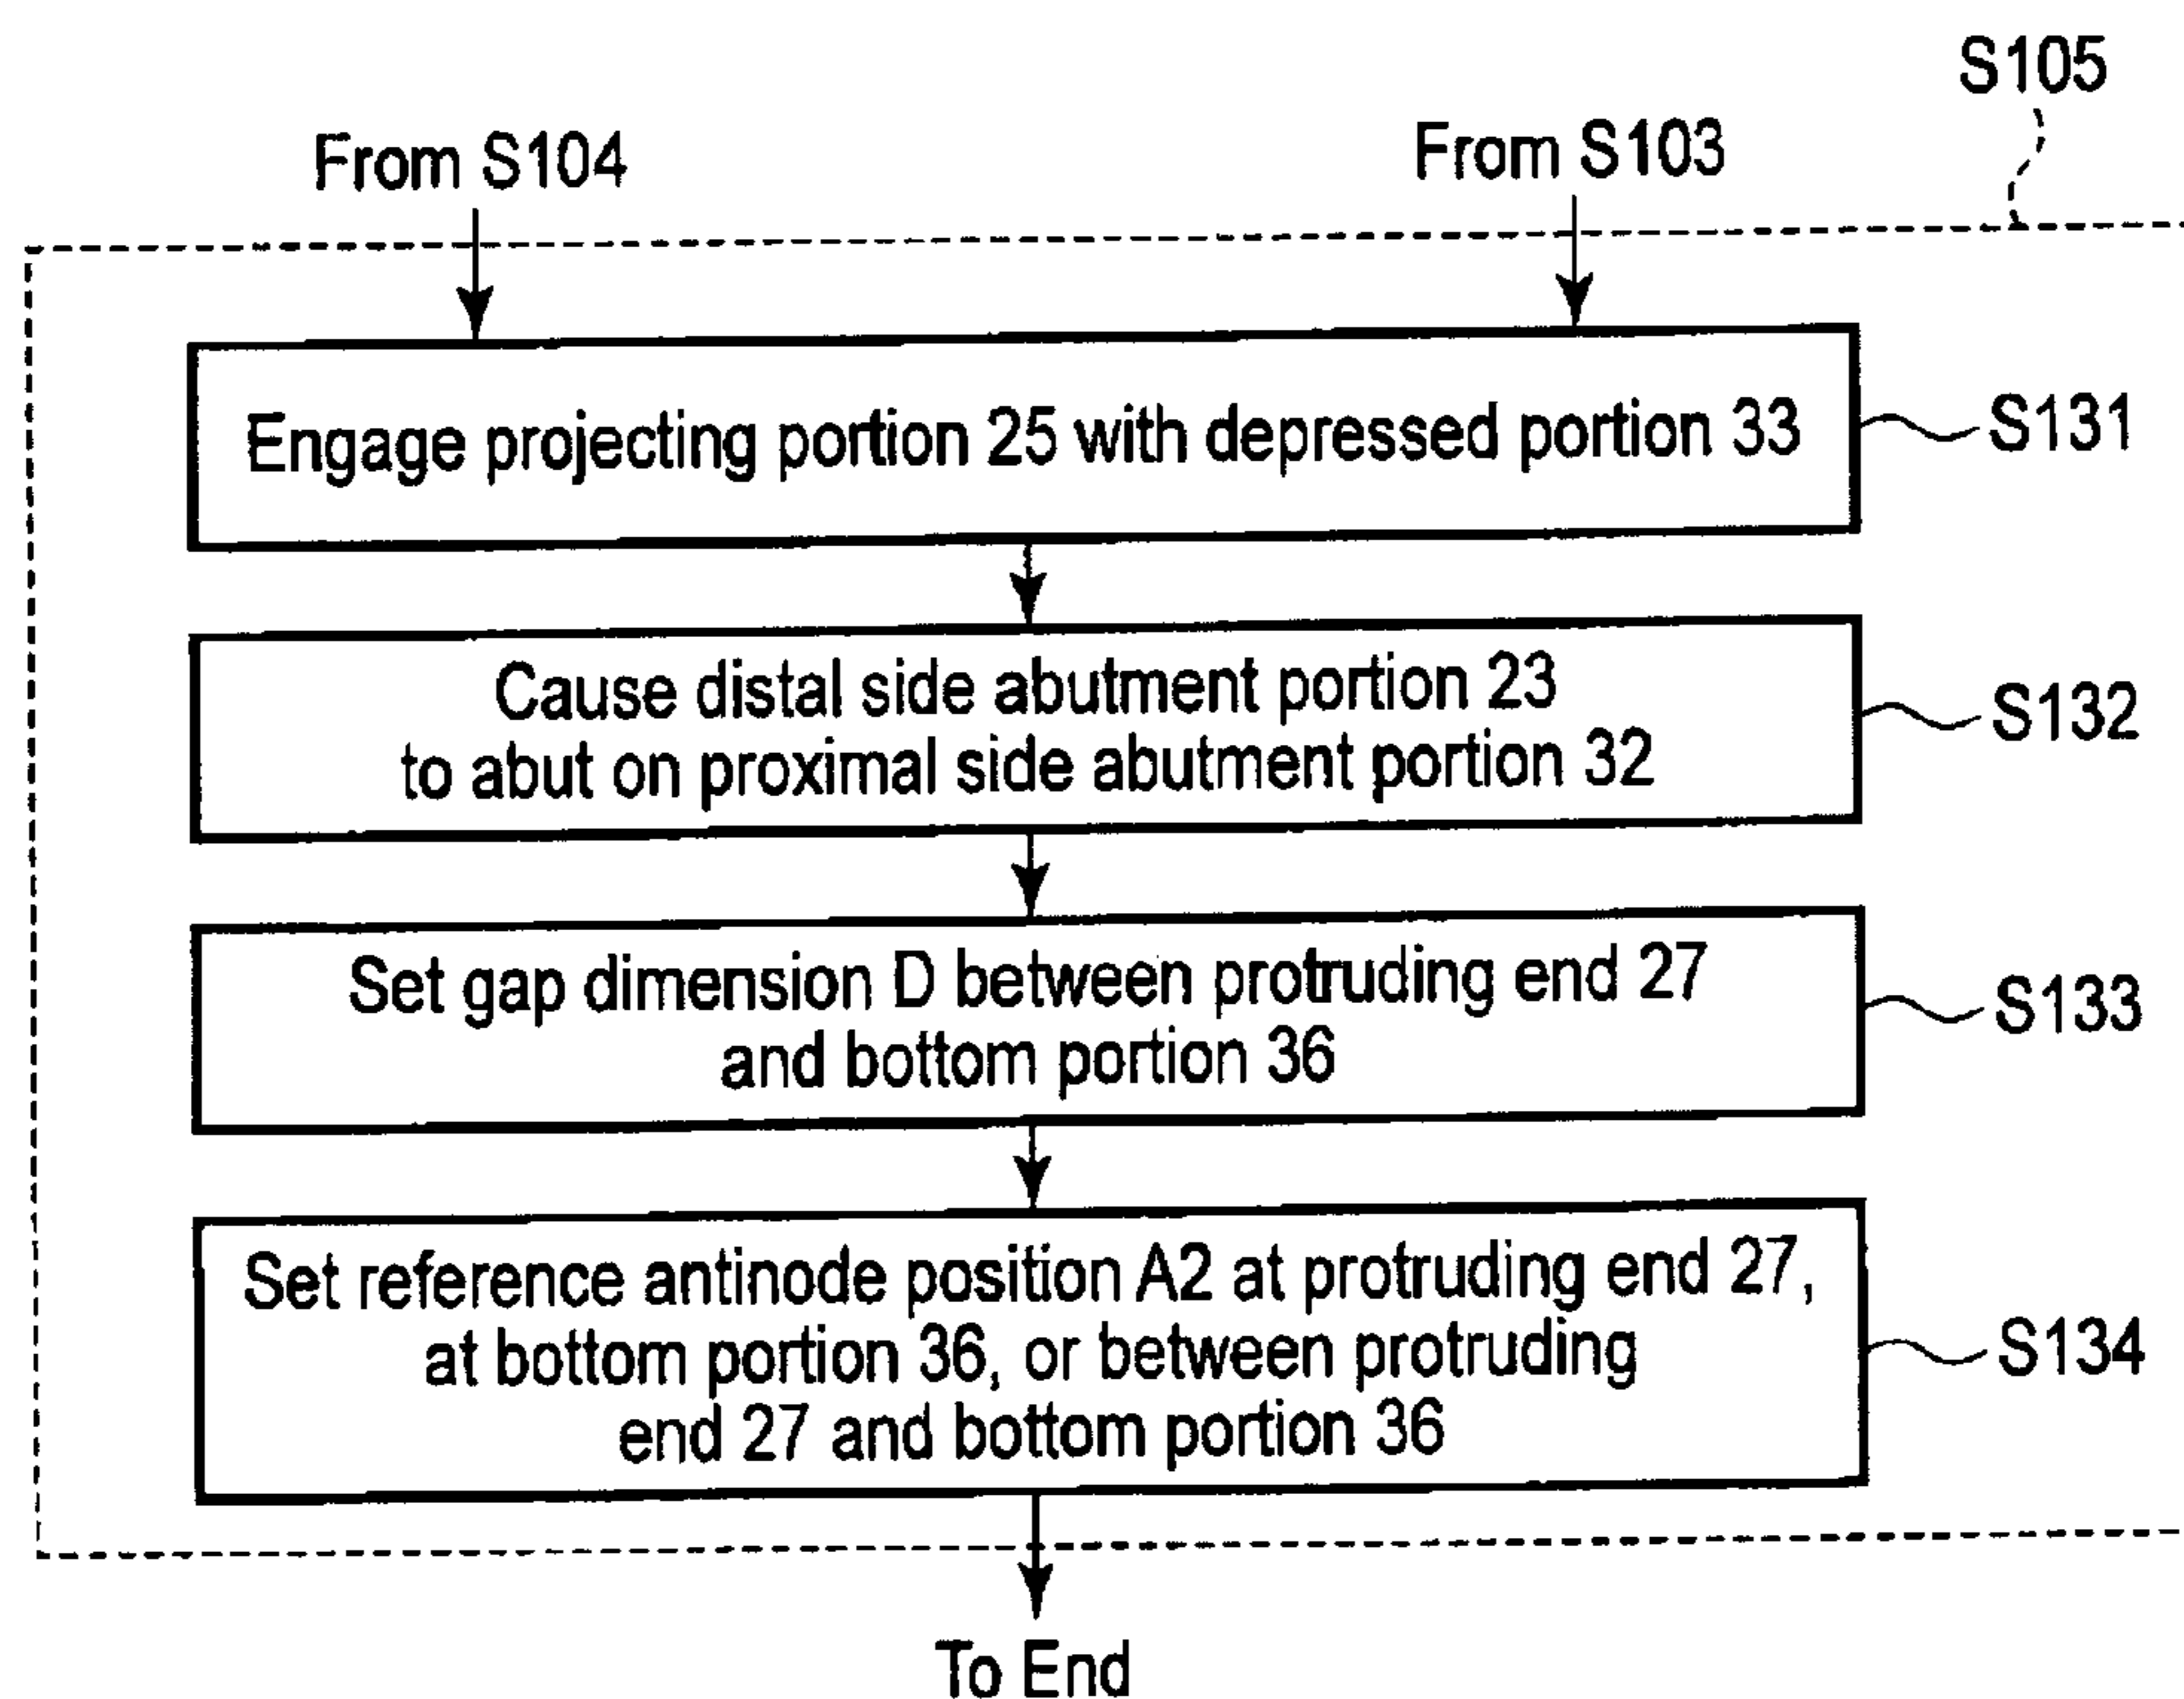 S105
From S104
From S103
Engage projecting portion 25 with depressed portion 33
S131
Cause distal side abutment portion 23
to abut on proximal side abutment portion 32
S132
Set gap dimension D between protruding end 27
and bottom portion 36
S133
Set reference antinode position A2 at protruding end 27,
at bottom portion 36, or between protruding
end 27 and bottom portion 36
S134
To End